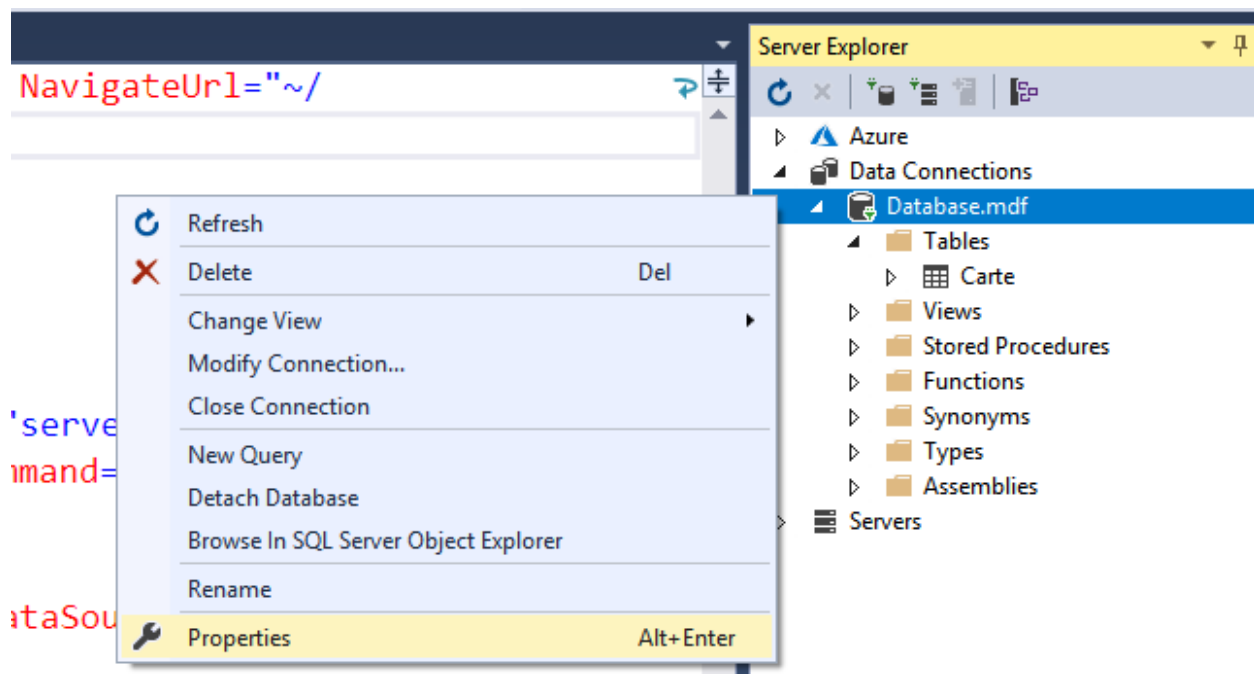 NavigateUrl="~/
'serve
mmand=
ataSou
Refresh
Delete Del
Change View
Modify Connection...
Close Connection
New Query
Detach Database
Browse In SQL Server Object Explorer
Rename
Properties Alt+Enter
Server Explorer
Azure
Data Connections
Database.mdf
Tables
Carte
Views
Stored Procedures
Functions
Synonyms
Types
Assemblies
Servers